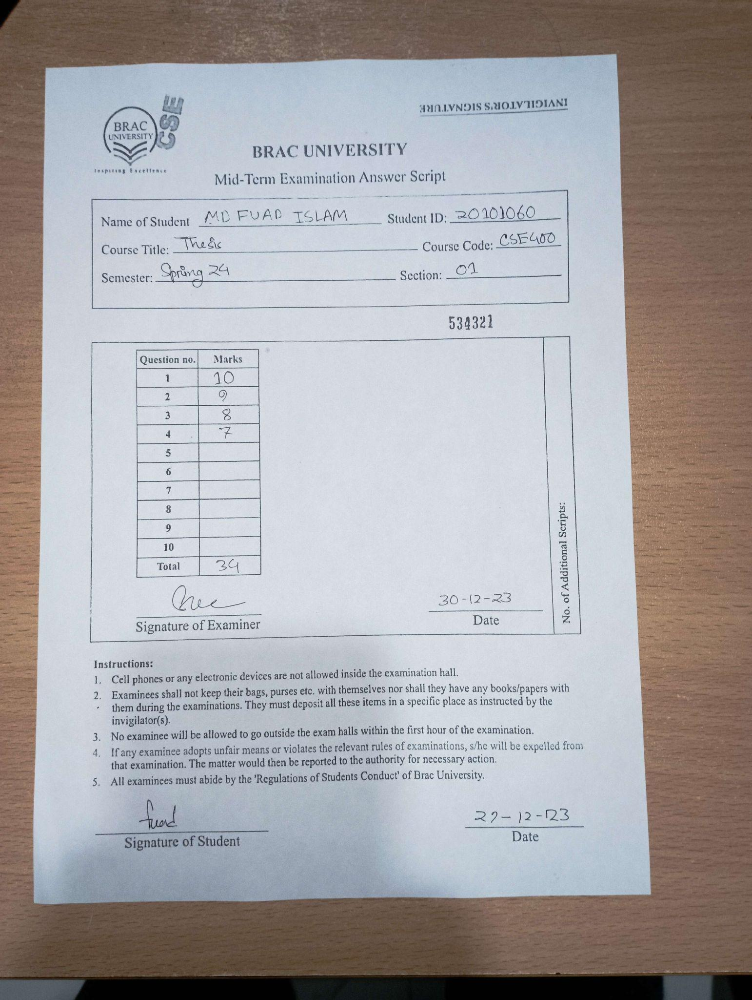 INVIGILATOR'S SIGNATURE
BRAC
UNIVERSITY
CSE
Inspiring Excellence
BRAC UNIVERSITY
Mid-Term Examination Answer Script
Name of Student MD FUAD ISLAM Student ID: 20101060
Course Title: Thesis Course Code: CSE400
Semester: Spring 24 Section: 01
534321
Question no. Marks
1 10
2 9
3 8
4 7
5
6
7
8
9
10
Total 34
30-12-23
Signature of Examiner Date
No. of Additional Scripts:
Instructions:
1. Cell phones or any electronic devices are not allowed inside the examination hall.
2. Examinees shall not keep their bags, purses etc. with themselves nor shall they have any books/papers with
them during the examinations. They must deposit all these items in a specific place as instructed by the
invigilator(s).
3. No examinee will be allowed to go outside the exam halls within the first hour of the examination.
4. If any examinee adopts unfair means or violates the relevant rules of examinations, s/he will be expelled from
that examination. The matter would then be reported to the authority for necessary action.
5. All examinees must abide by the 'Regulations of Students Conduct' of Brac University.
fuad
Signature of Student Date